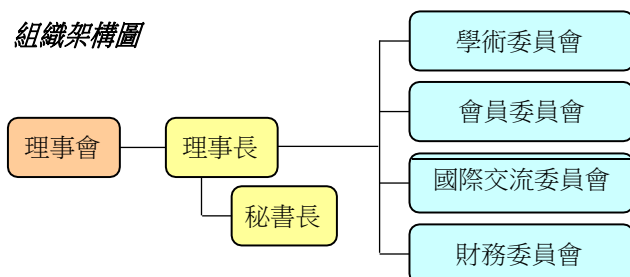 組織架構圖
學術委員會
會員委員會
理事會
理事長
國際交流委員會
秘書長
財務委員會